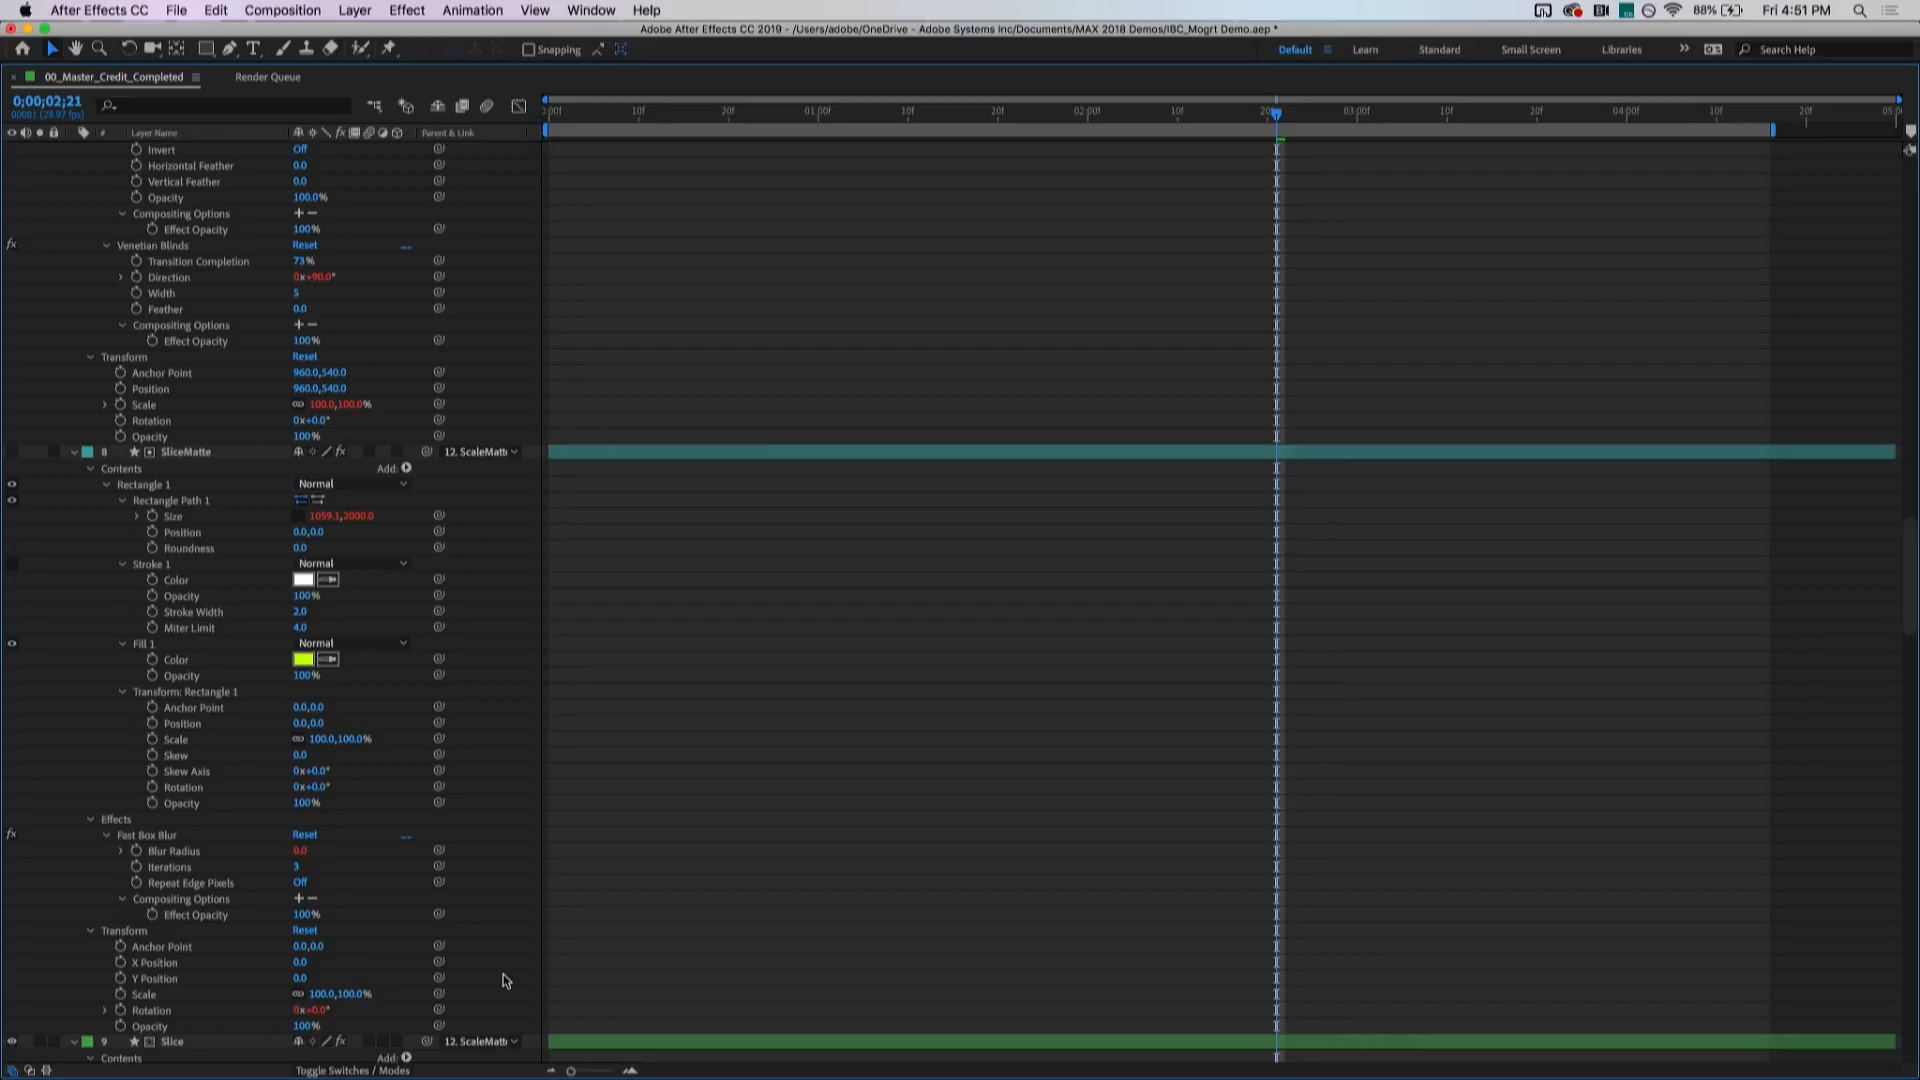 After Effects CC File Edit Composition Layer Effect Animation View Window Help 88% Fri 4:51 PM
Adobe After Effects CC 2019 - /Users/adobe/OneDrive - Adobe Systems Inc/Documents/MAX 2018 Demos/IBC_Mogrt Demo.aep *
Snapping Default Learn Standard Small Screen Libraries Search Help
00_Master_Credit_Completed Render Queue
0;00;02;21
00081 (29.97 fps)
:00f 10f 20f 01:00f 10f 20f 02:00f 10f 20 03:00f 10f 20f 04:00f 10f 20f 05:0
# Layer Name Parent & Link
Invert Off
Horizontal Feather 0.0
Vertical Feather 0.0
Opacity 100.0%
Compositing Options
Effect Opacity 100%
fx Venetian Blinds Reset
Transition Completion 73%
Direction 0x+90.0°
Width 5
Feather 0.0
Compositing Options
Effect Opacity 100%
Transform Reset
Anchor Point 960.0,540.0
Position 960.0,540.0
Scale 100.0,100.0%
Rotation 0x+0.0°
Opacity 100%
8 SliceMatte 12. ScaleMatt
Contents Add:
Rectangle 1 Normal
Rectangle Path 1
Size 1059.1,2000.0
Position 0.0,0.0
Roundness 0.0
Stroke 1 Normal
Color
Opacity 100%
Stroke Width 2.0
Miter Limit 4.0
Fill 1 Normal
Color
Opacity 100%
Transform: Rectangle 1
Anchor Point 0.0,0.0
Position 0.0,0.0
Scale 100.0,100.0%
Skew 0.0
Skew Axis 0x+0.0°
Rotation 0x+0.0°
Opacity 100%
Effects
fx Fast Box Blur Reset
Blur Radius 0.0
Iterations 3
Repeat Edge Pixels Off
Compositing Options
Effect Opacity 100%
Transform Reset
Anchor Point 0.0,0.0
X Position 0.0
Y Position 0.0
Scale 100.0,100.0%
Rotation 0x+0.0°
Opacity 100%
9 Slice 12. ScaleMatt
Contents Add:
Toggle Switches / Modes